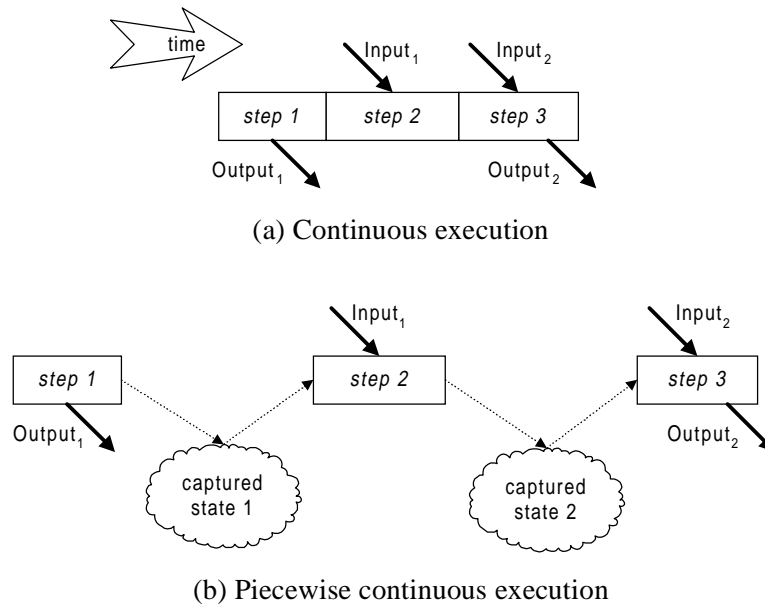 time
Input₁
Input₂
step 1
step 2
step 3
Output₁
Output₂
(a) Continuous execution
Input₁
Input₂
step 1
step 2
step 3
Output₁
Output₂
captured
state 1
captured
state 2
(b) Piecewise continuous execution